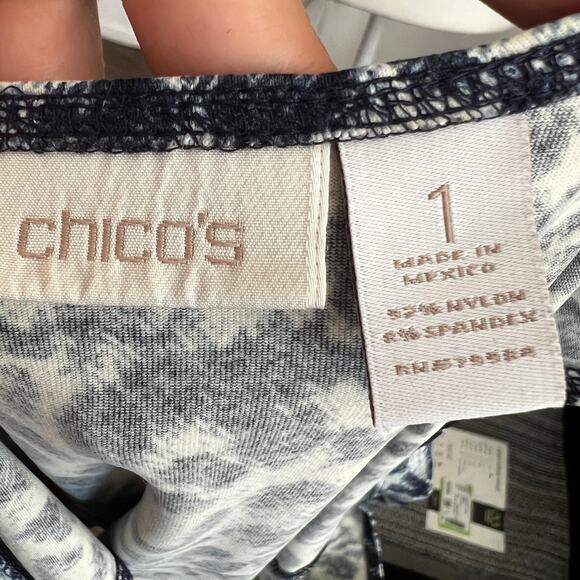 chico's
1
MADE IN
MEXICO
92% NYLON
8% SPANDEX